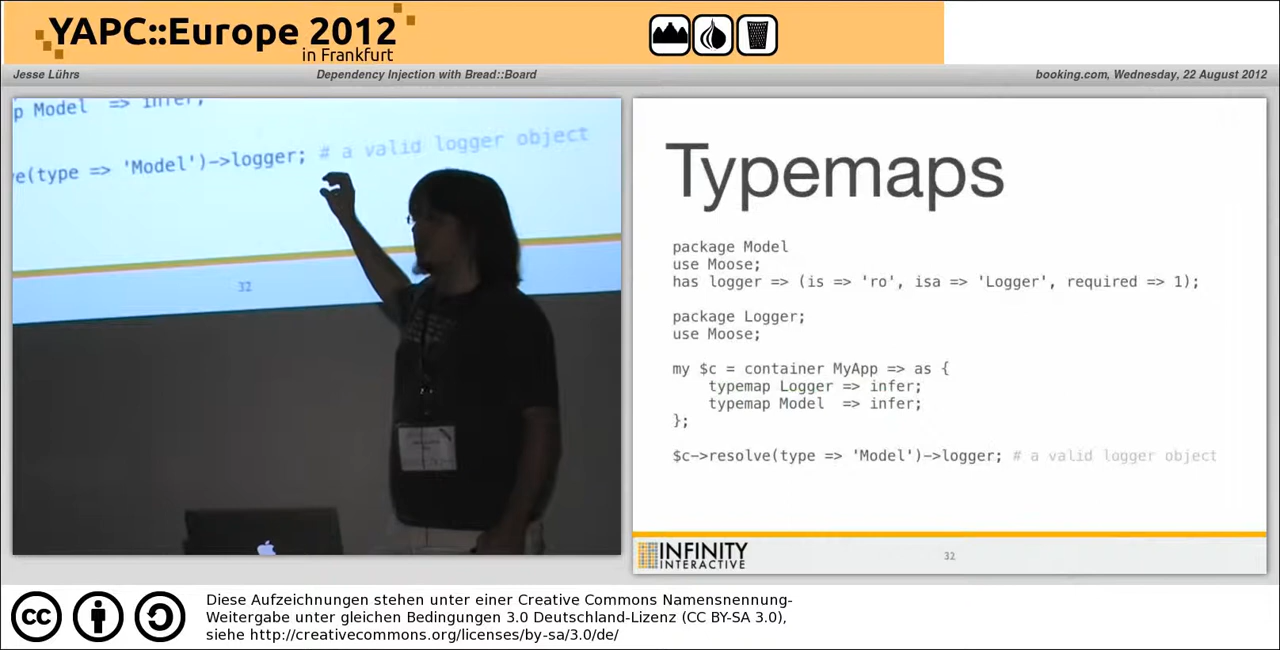 YAPC::Europe 2012
in Frankfurt
Jesse Lührs
Dependency Injection with Bread::Board
booking.com, Wednesday, 22 August 2012
p Model => infer;
re(type => 'Model')->logger; # a valid logger object
32
Typemaps
package Model
use Moose;
has logger => (is => 'ro', isa => 'Logger', required => 1);
package Logger;
use Moose;
my $c = container MyApp => as {
typemap Logger => infer;
typemap Model => infer;
};
$c->resolve(type => 'Model')->logger; # a valid logger object
INFINITY
INTERACTIVE
32
cc
Diese Aufzeichnungen stehen unter einer Creative Commons Namensnennung-
Weitergabe unter gleichen Bedingungen 3.0 Deutschland-Lizenz (CC BY-SA 3.0),
siehe http://creativecommons.org/licenses/by-sa/3.0/de/